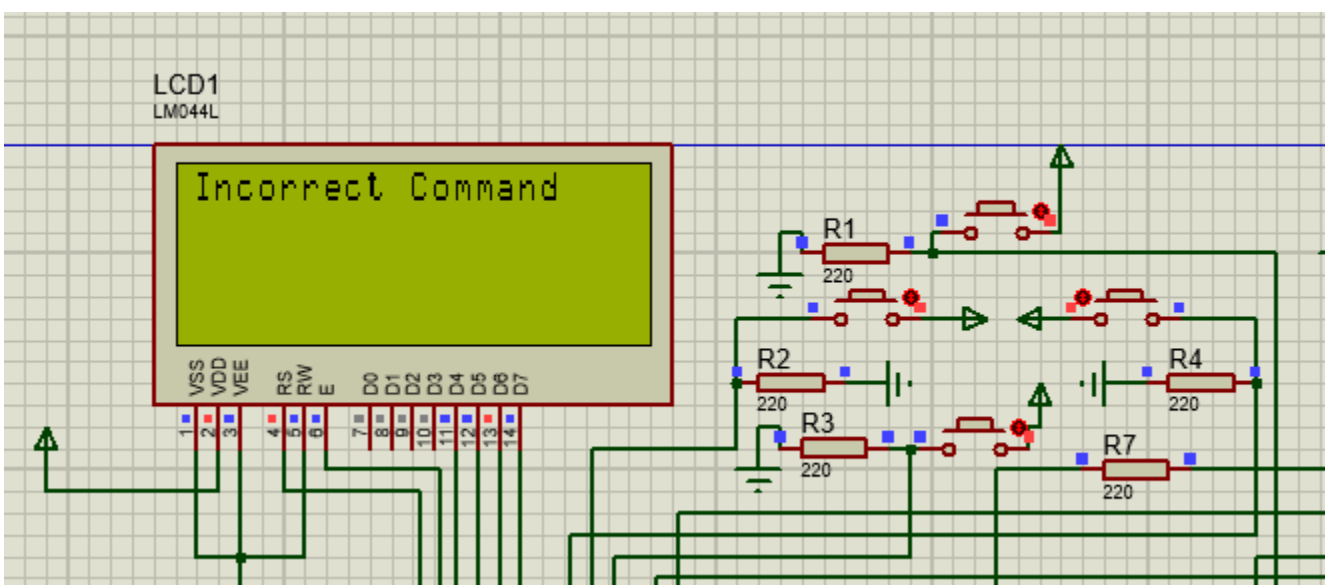 LCD1
LM044L
Incorrect Command
VSS
VDD
VEE
RS
RW
E
D0
D1
D2
D3
D4
D5
D6
D7
1
2
3
4
5
6
7
8
9
10
11
12
13
14
R1
220
R2
220
R4
220
R3
220
R7
220